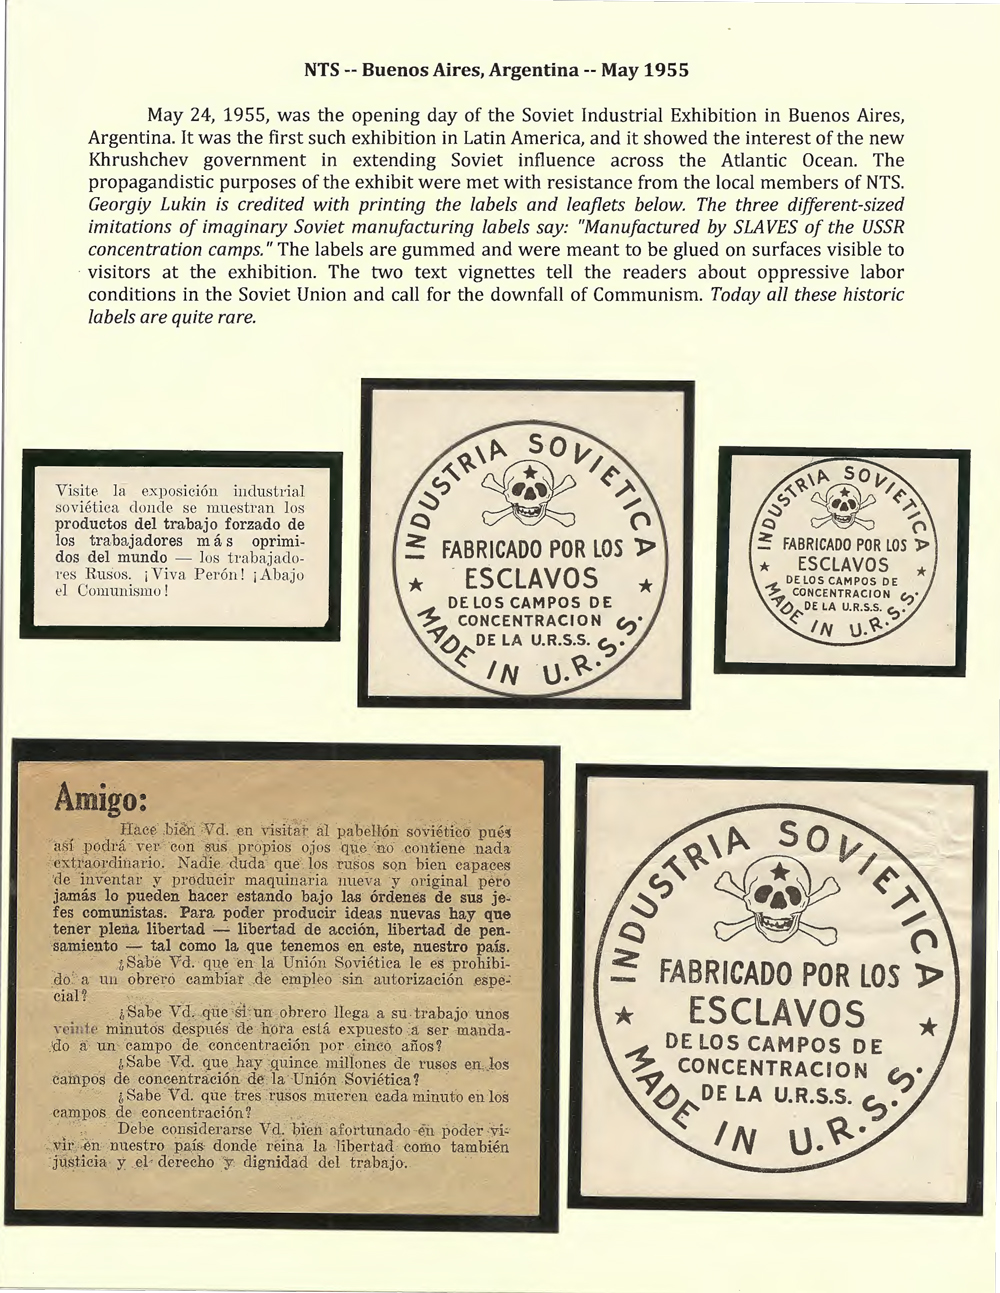 NTS -- Buenos Aires, Argentina -- May 1955
May 24, 1955, was the opening day of the Soviet Industrial Exhibition in Buenos Aires,
Argentina. It was the first such exhibition in Latin America, and it showed the interest of the new
Khrushchev government in extending Soviet influence across the Atlantic Ocean. The
propagandistic purposes of the exhibit were met with resistance from the local members of NTS.
Georgiy Lukin is credited with printing the labels and leaflets below. The three different-sized
imitations of imaginary Soviet manufacturing labels say: "Manufactured by SLAVES of the USSR
concentration camps." The labels are gummed and were meant to be glued on surfaces visible to
visitors at the exhibition. The two text vignettes tell the readers about oppressive labor
conditions in the Soviet Union and call for the downfall of Communism. Today all these historic
labels are quite rare.
Visite la exposición industrial
soviética donde se muestran los
productos del trabajo forzado de
los trabajadores más oprimi-
dos del mundo — los trabajado-
res Rusos. ¡Viva Perón! ¡Abajo
el Comunismo!
INDUSTRIA SOVIETICA
FABRICADO POR LOS
ESCLAVOS
DE LOS CAMPOS DE
CONCENTRACION
DE LA U.R.S.S.
MADE IN U.R.S.S.
INDUSTRIA SOVIETICA
FABRICADO POR LOS
ESCLAVOS
DE LOS CAMPOS DE
CONCENTRACION
DE LA U.R.S.S.
MADE IN U.R.S.S.
Amigo:
Hace bién Vd. en visitar al pabellón soviético pués
así podrá ver con sus propios ojos que no contiene nada
extraordinario. Nadie duda que los rusos son bien capaces
de inventar y producir maquinaria nueva y original pero
jamás lo pueden hacer estando bajo las órdenes de sus je-
fes comunistas. Para poder producir ideas nuevas hay que
tener plena libertad — libertad de acción, libertad de pen-
samiento — tal como la que tenemos en este, nuestro país.
¿Sabe Vd. que en la Unión Soviética le es prohibi-
do a un obrero cambiar de empleo sin autorización espe-
cial?
¿Sabe Vd. que si un obrero llega a su trabajo unos
veinte minutos después de hora está expuesto a ser manda-
do a un campo de concentración por cinco años?
¿Sabe Vd. que hay quince millones de rusos en los
campos de concentración de la Unión Soviética?
¿Sabe Vd. que tres rusos mueren cada minuto en los
campos de concentración?
Debe considerarse Vd. bien afortunado en poder vi-
vir en nuestro país donde reina la libertad como también
justicia y el derecho y dignidad del trabajo.
INDUSTRIA SOVIETICA
FABRICADO POR LOS
ESCLAVOS
DE LOS CAMPOS DE
CONCENTRACION
DE LA U.R.S.S.
MADE IN U.R.S.S.